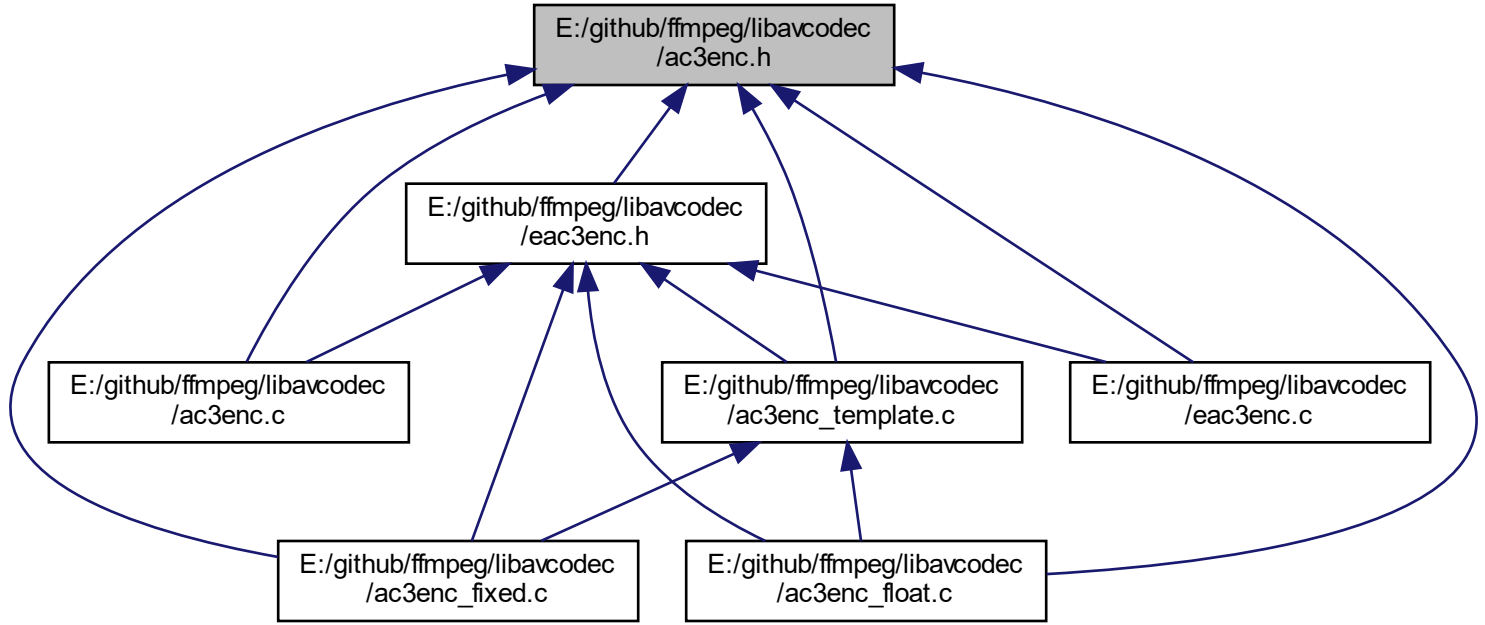 E:/github/ffmpeg/libavcodec
/ac3enc.h
E:/github/ffmpeg/libavcodec
/eac3enc.h
E:/github/ffmpeg/libavcodec
/ac3enc.c
E:/github/ffmpeg/libavcodec
/ac3enc_template.c
E:/github/ffmpeg/libavcodec
/eac3enc.c
E:/github/ffmpeg/libavcodec
/ac3enc_fixed.c
E:/github/ffmpeg/libavcodec
/ac3enc_float.c